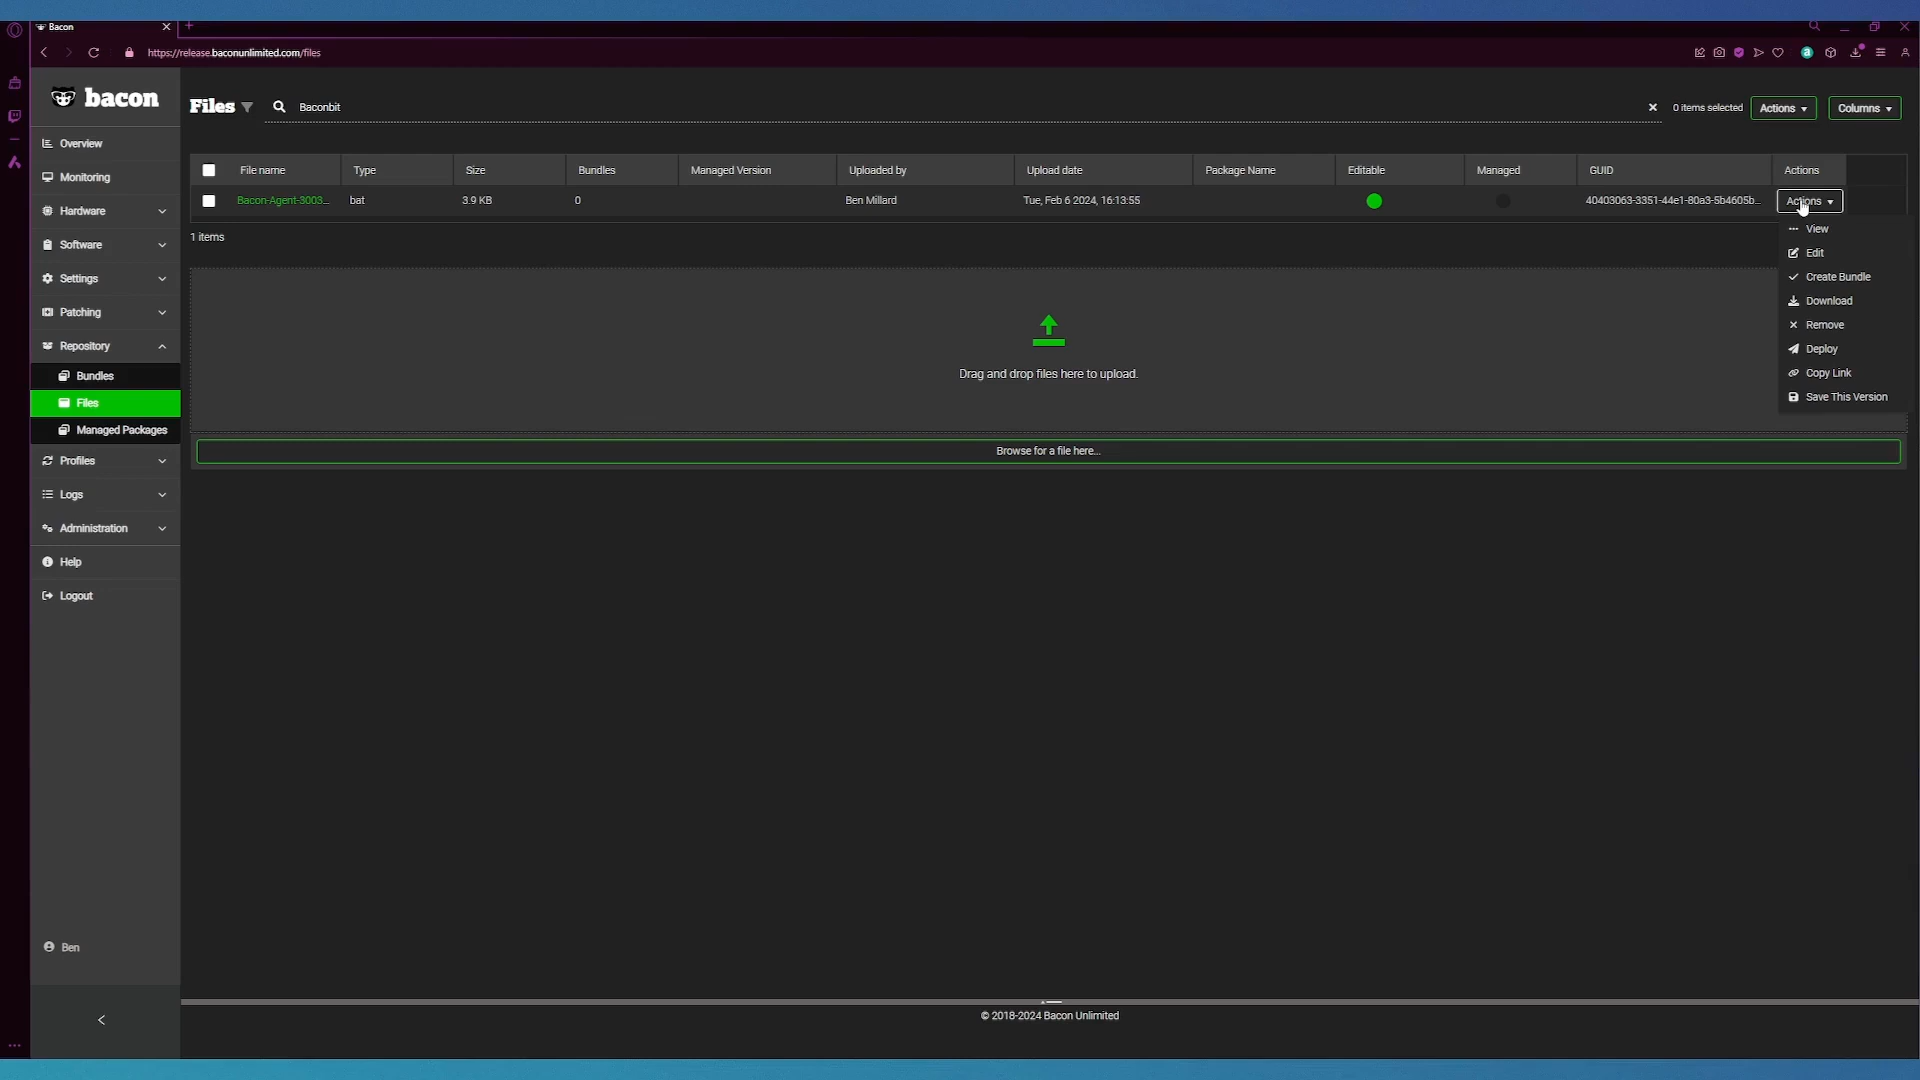 Bacon
https://release.baconunlimited.com/files
bacon
Files
Baconbit
0 items selected
Actions
Columns
Overview
Monitoring
Hardware
Software
Settings
Patching
Repository
Bundles
Files
Managed Packages
Profiles
Logs
Administration
Help
Logout
Ben
File name Type Size Bundles Managed Version Uploaded by Upload date Package Name Editable Managed GUID Actions
Bacon-Agent-3003... bat 3.9 KB 0 Ben Millard Tue, Feb 6 2024, 16:13:55 40403063-3351-44e1-80a3-5b4605b... Actions
1 items
View
Edit
Create Bundle
Download
Remove
Deploy
Copy Link
Save This Version
Drag and drop files here to upload.
Browse for a file here...
© 2018-2024 Bacon Unlimited